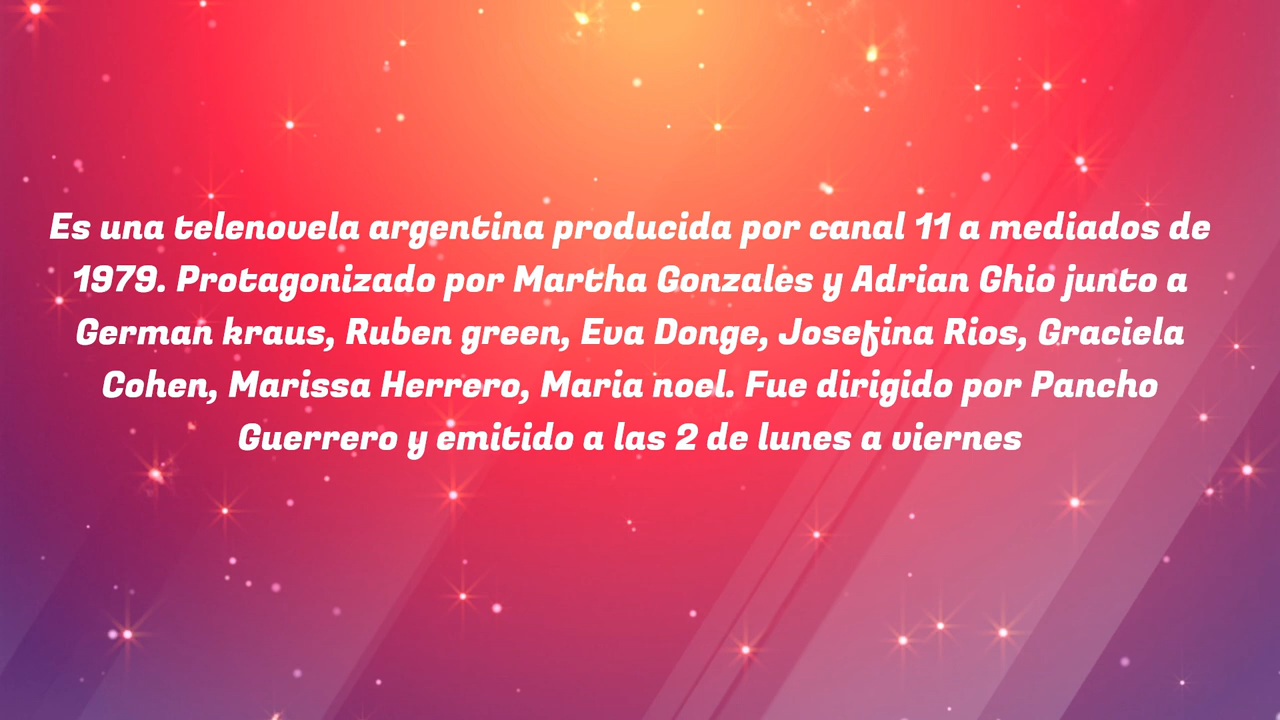 Es una telenovela argentina producida por canal 11 a mediados de
1979. Protagonizado por Martha Gonzales y Adrian Ghio junto a
German kraus, Ruben green, Eva Donge, Josefina Rios, Graciela
Cohen, Marissa Herrero, Maria noel. Fue dirigido por Pancho
Guerrero y emitido a las 2 de lunes a viernes